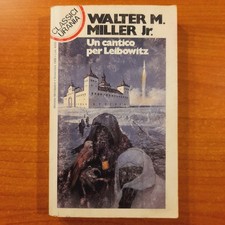 CLASSICI
URANIA
WALTER M.
MILLER Jr.
Un cantico
per Leibowitz